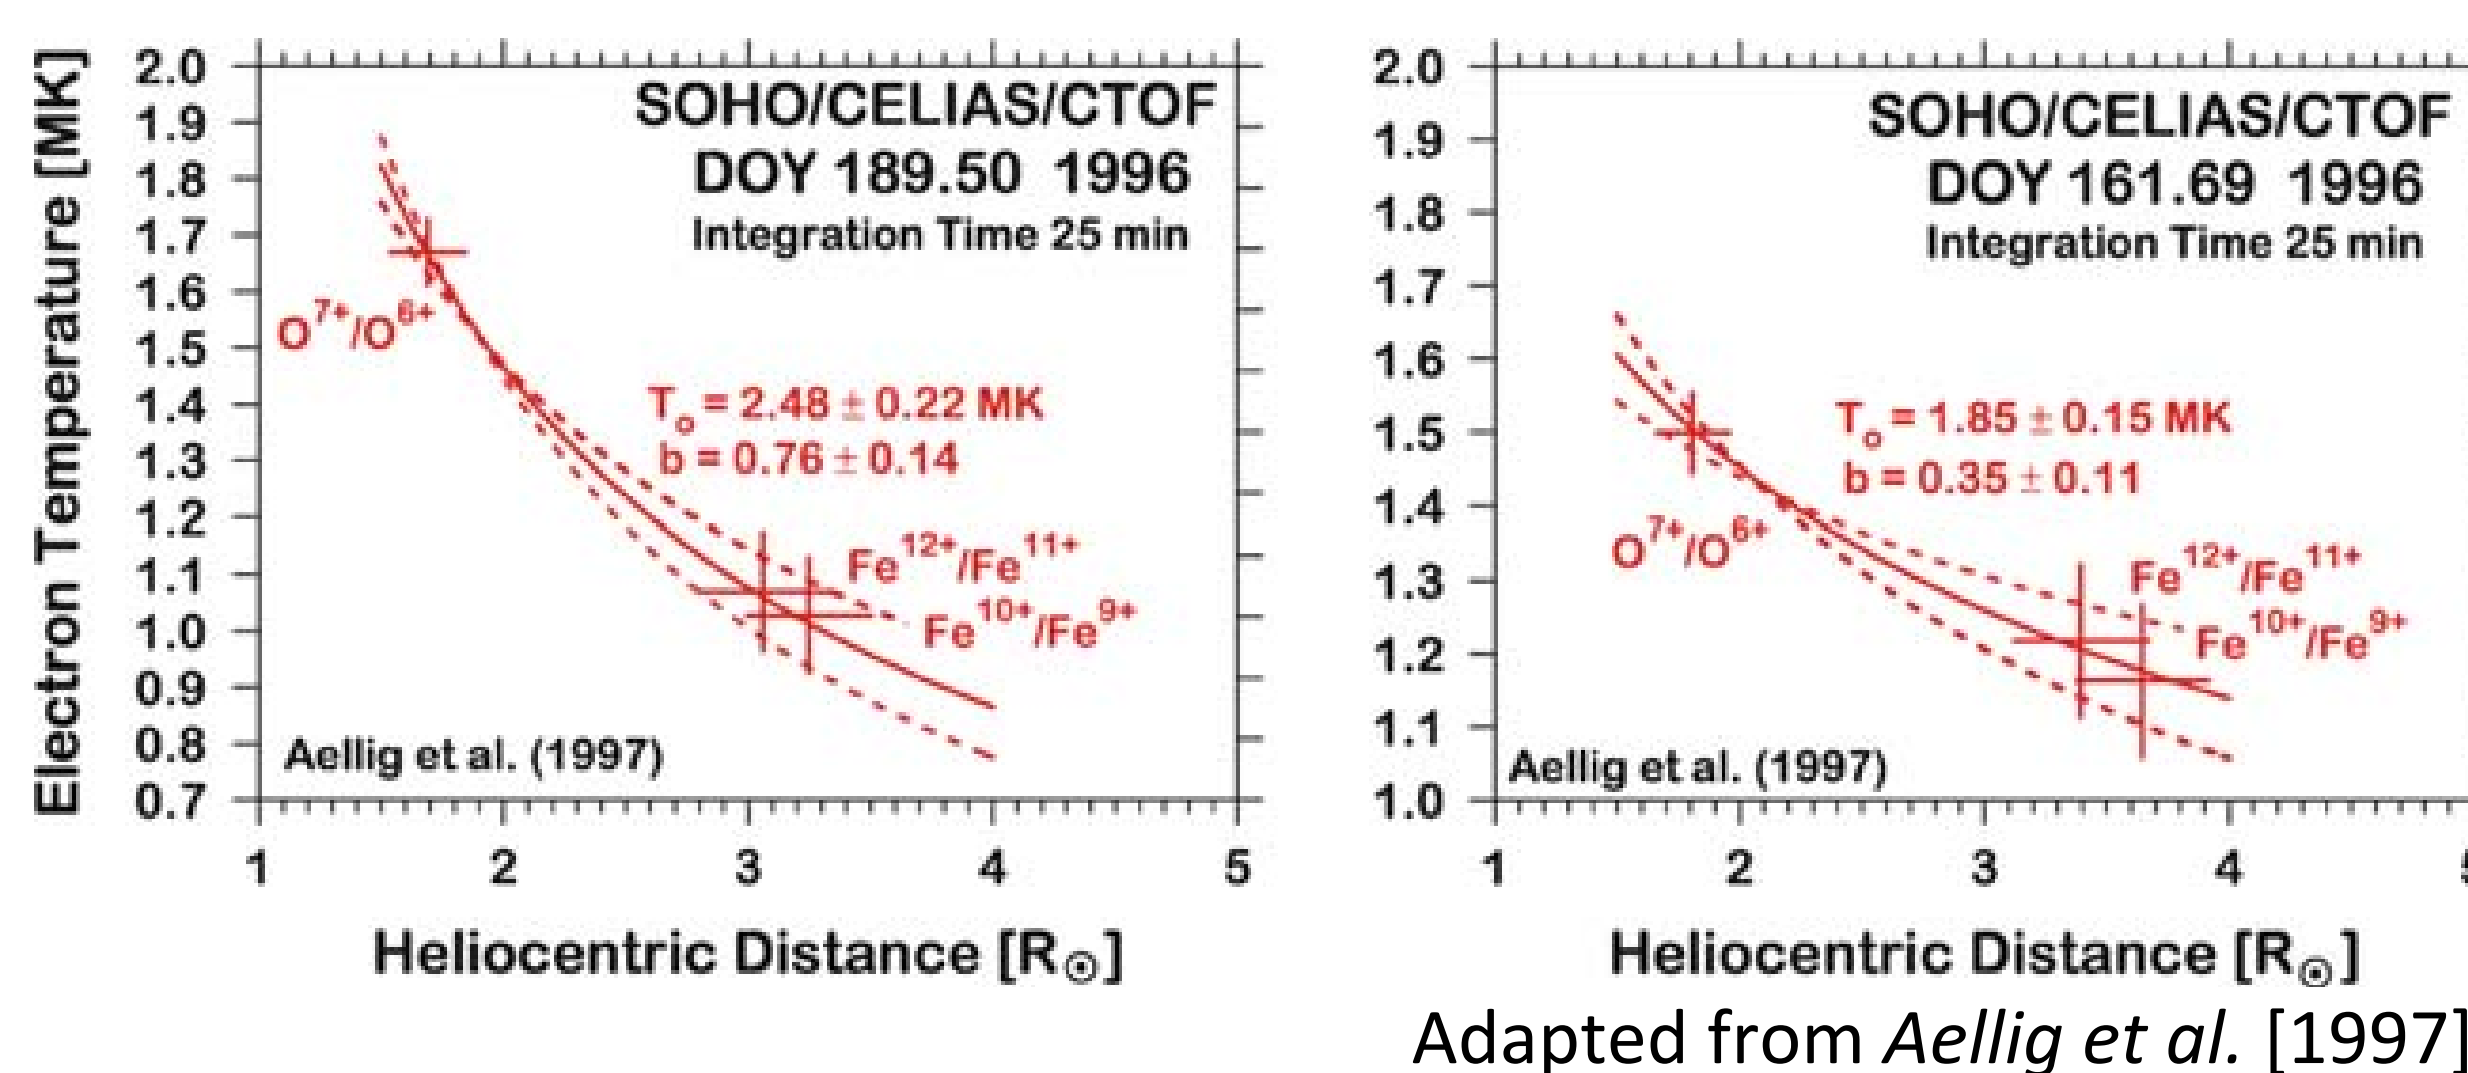 Electron Temperature [MK]
2.0
1.9
1.8
1.7
1.6
1.5
1.4
1.3
1.2
1.1
1.0
0.9
0.8
0.7
SOHO/CELIAS/CTOF
DOY 189.50 1996
Integration Time 25 min
O7+/O6+
To = 2.48 ± 0.22 MK
b = 0.76 ± 0.14
Fe12+/Fe11+
Fe10+/Fe9+
Aellig et al. (1997)
1 2 3 4 5
Heliocentric Distance [R☉]
2.0
1.9
1.8
1.7
1.6
1.5
1.4
1.3
1.2
1.1
1.0
SOHO/CELIAS/CTOF
DOY 161.69 1996
Integration Time 25 min
To = 1.85 ± 0.15 MK
b = 0.35 ± 0.11
O7+/O6+
Fe12+/Fe11+
Fe10+/Fe9+
Aellig et al. (1997)
1 2 3 4
Heliocentric Distance [R☉]
Adapted from Aellig et al. [1997]